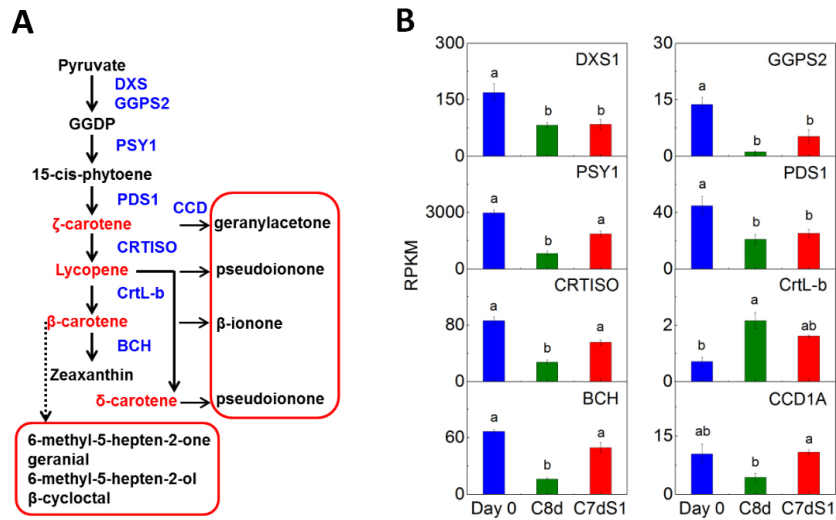 A
Pyruvate
DXS
GGPS2
GGDP
PSY1
15-cis-phytoene
PDS1
CCD
ζ-carotene
geranylacetone
CRTISO
Lycopene
pseudoionone
CrtL-b
β-carotene
β-ionone
BCH
Zeaxanthin
δ-carotene
pseudoionone
6-methyl-5-hepten-2-one
geranial
6-methyl-5-hepten-2-ol
β-cycloctal
B
RPKM
300
150
0
DXS1
a
b
b
30
15
0
GGPS2
a
b
b
3000
0
PSY1
a
b
a
40
0
PDS1
a
b
b
80
0
CRTISO
a
b
a
2
0
CrtL-b
b
a
ab
60
0
BCH
a
b
a
15
0
CCD1A
ab
b
a
Day 0 C8d C7dS1
Day 0 C8d C7dS1